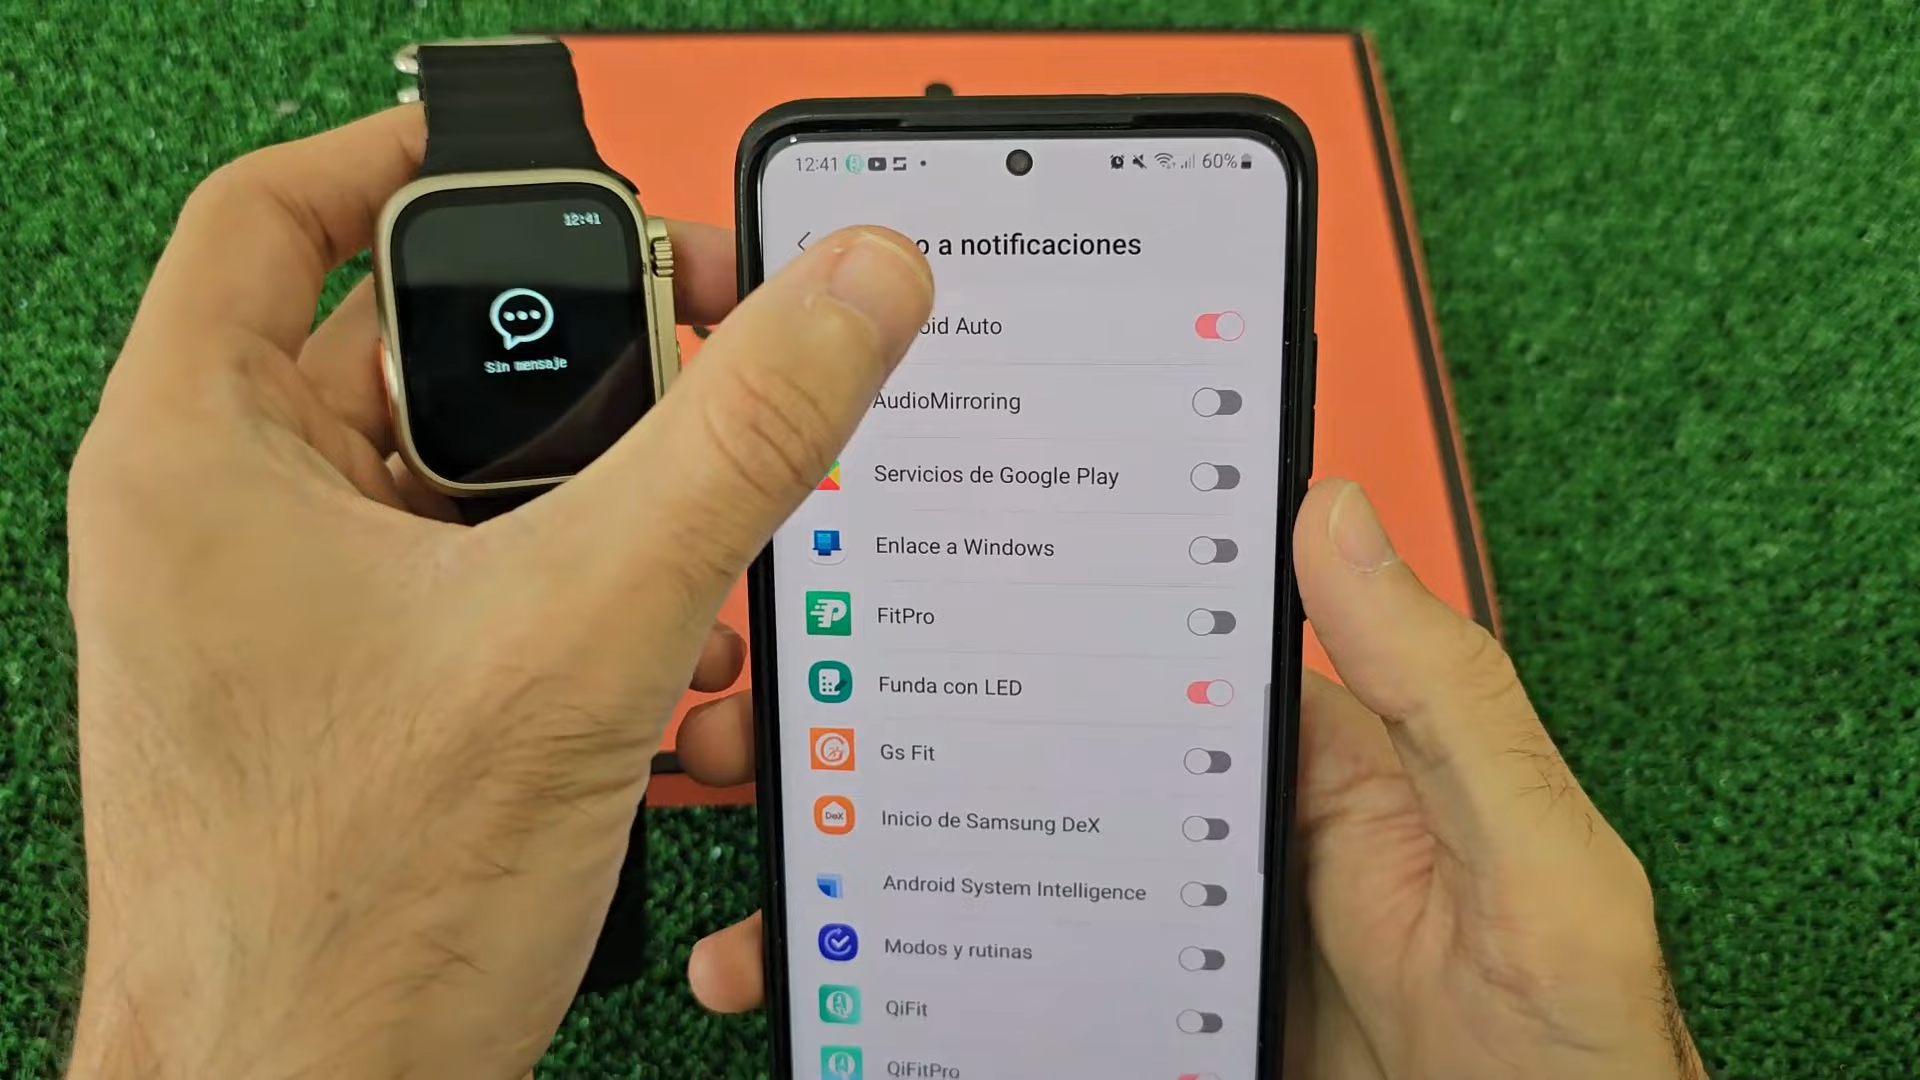 12:41
Sin mensaje
12:41
60%
o a notificaciones
oid Auto
AudioMirroring
Servicios de Google Play
Enlace a Windows
FitPro
Funda con LED
Gs Fit
DeX
Inicio de Samsung DeX
Android System Intelligence
Modos y rutinas
QiFit
QiFitPro